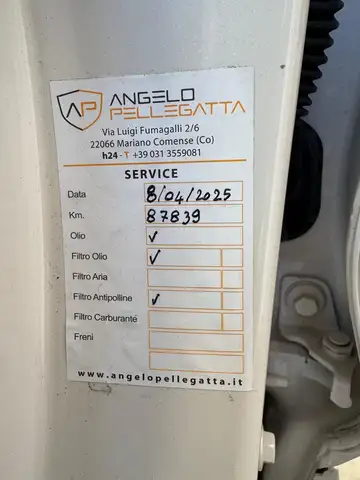 AP ANGELO
PELLEGATTA
Via Luigi Fumagalli 2/6
22066 Mariano Comense (Co)
h24 - T +39 031 3559081
SERVICE
Data 8/04/2025
Km. 87839
Olio ✓
Filtro Olio ✓
Filtro Aria
Filtro Antipolline ✓
Filtro Carburante
Freni
www.angelopellegatta.it